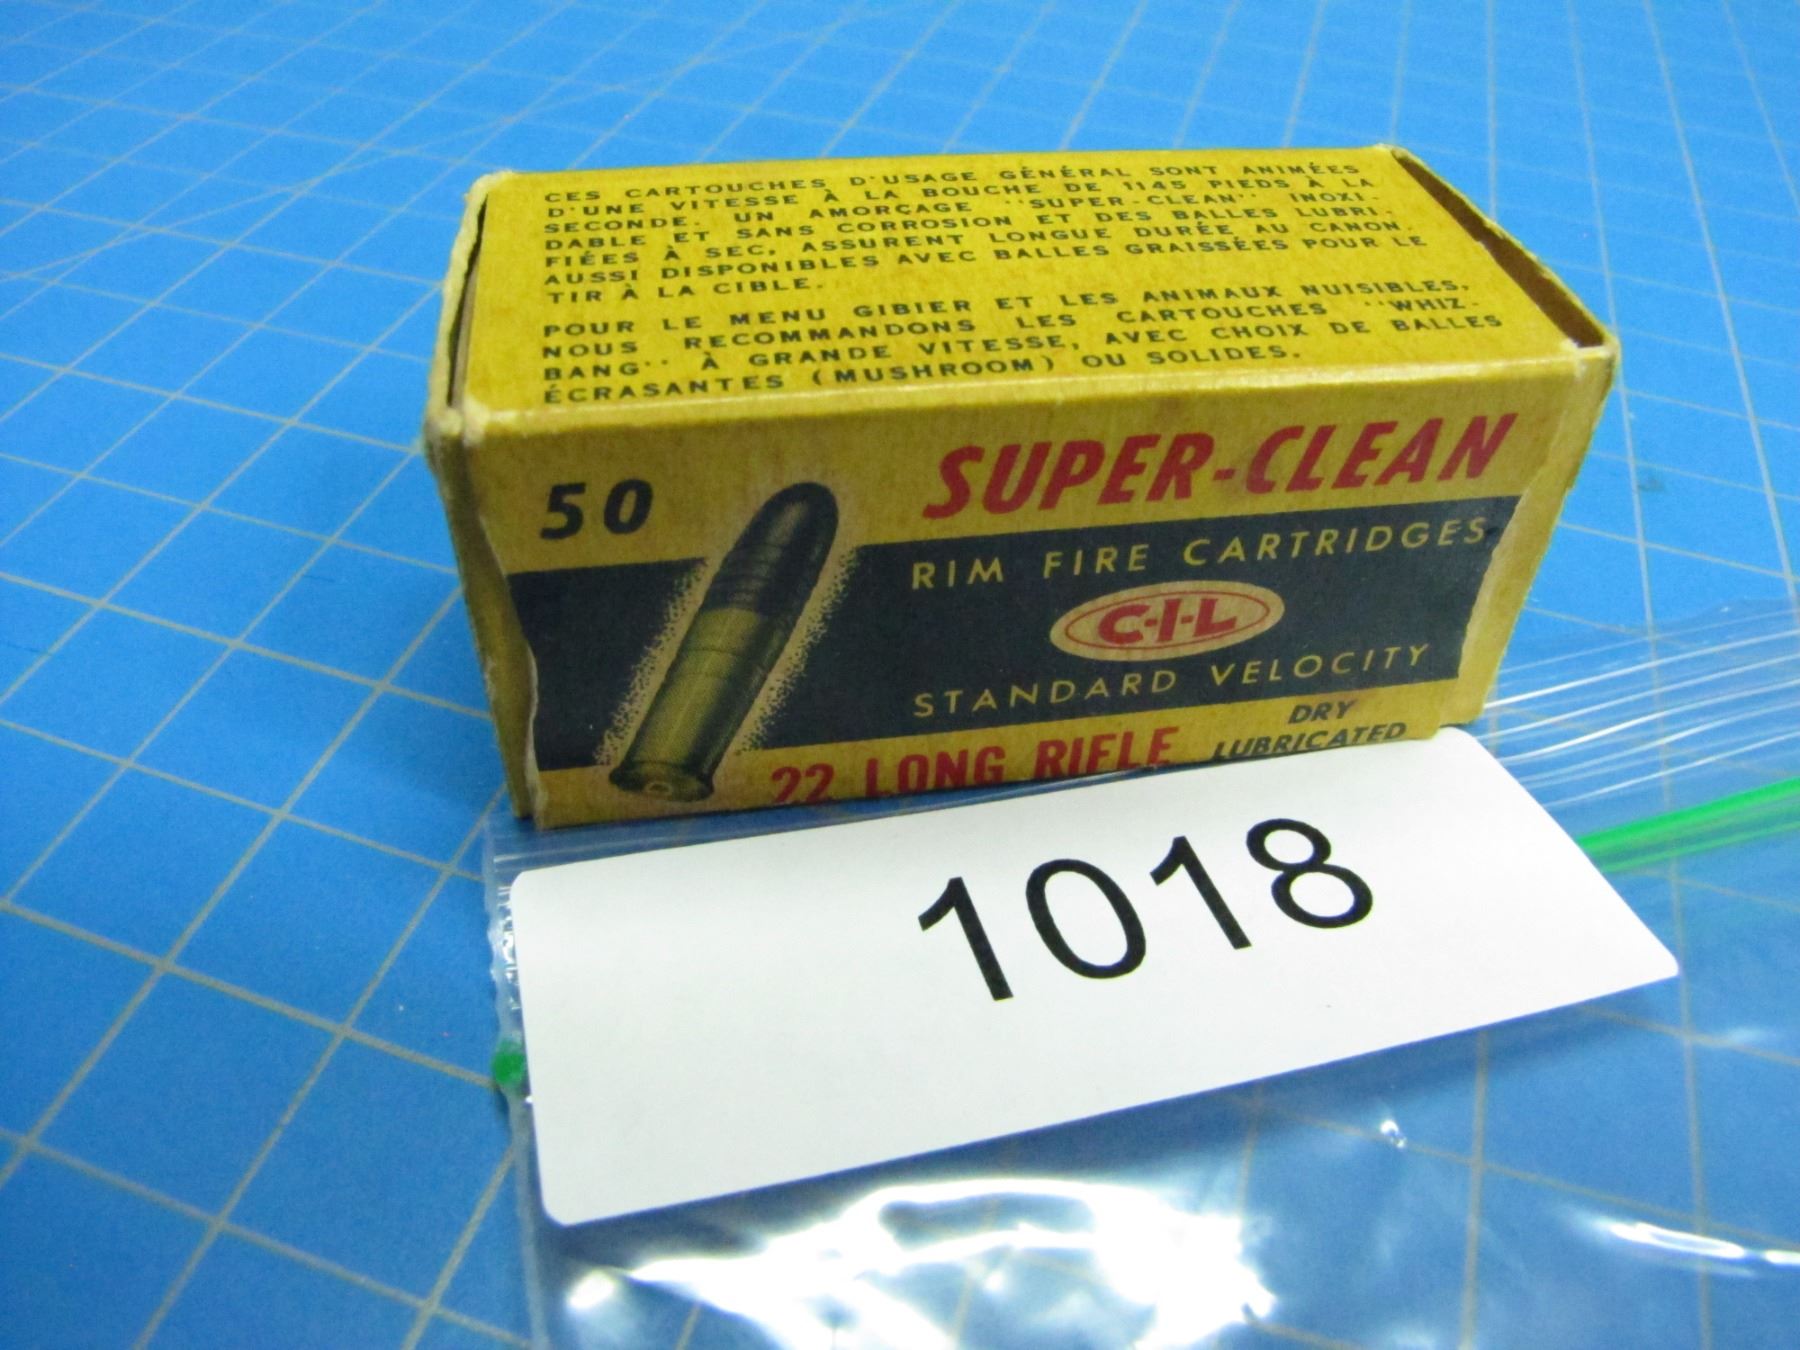 CES CARTOUCHES D'USAGE GÉNÉRAL SONT ANIMÉES
D'UNE VITESSE À LA BOUCHE DE 1145 PIEDS À LA
SECONDE. UN AMORÇAGE "SUPER-CLEAN" INOXI-
DABLE ET SANS CORROSION ET DES BALLES LUBRI-
FIÉES À SEC, ASSURENT LONGUE DURÉE AU CANON.
AUSSI DISPONIBLES AVEC BALLES GRAISSÉES POUR LE
TIR À LA CIBLE.
POUR LE MENU GIBIER ET LES ANIMAUX NUISIBLES,
NOUS RECOMMANDONS LES CARTOUCHES "WHIZ-
BANG" À GRANDE VITESSE, AVEC CHOIX DE BALLES
ÉCRASANTES (MUSHROOM) OU SOLIDES.
50
SUPER-CLEAN
RIM FIRE CARTRIDGES
C-I-L
STANDARD VELOCITY
22 LONG RIFLE
DRY
LUBRICATED
1018